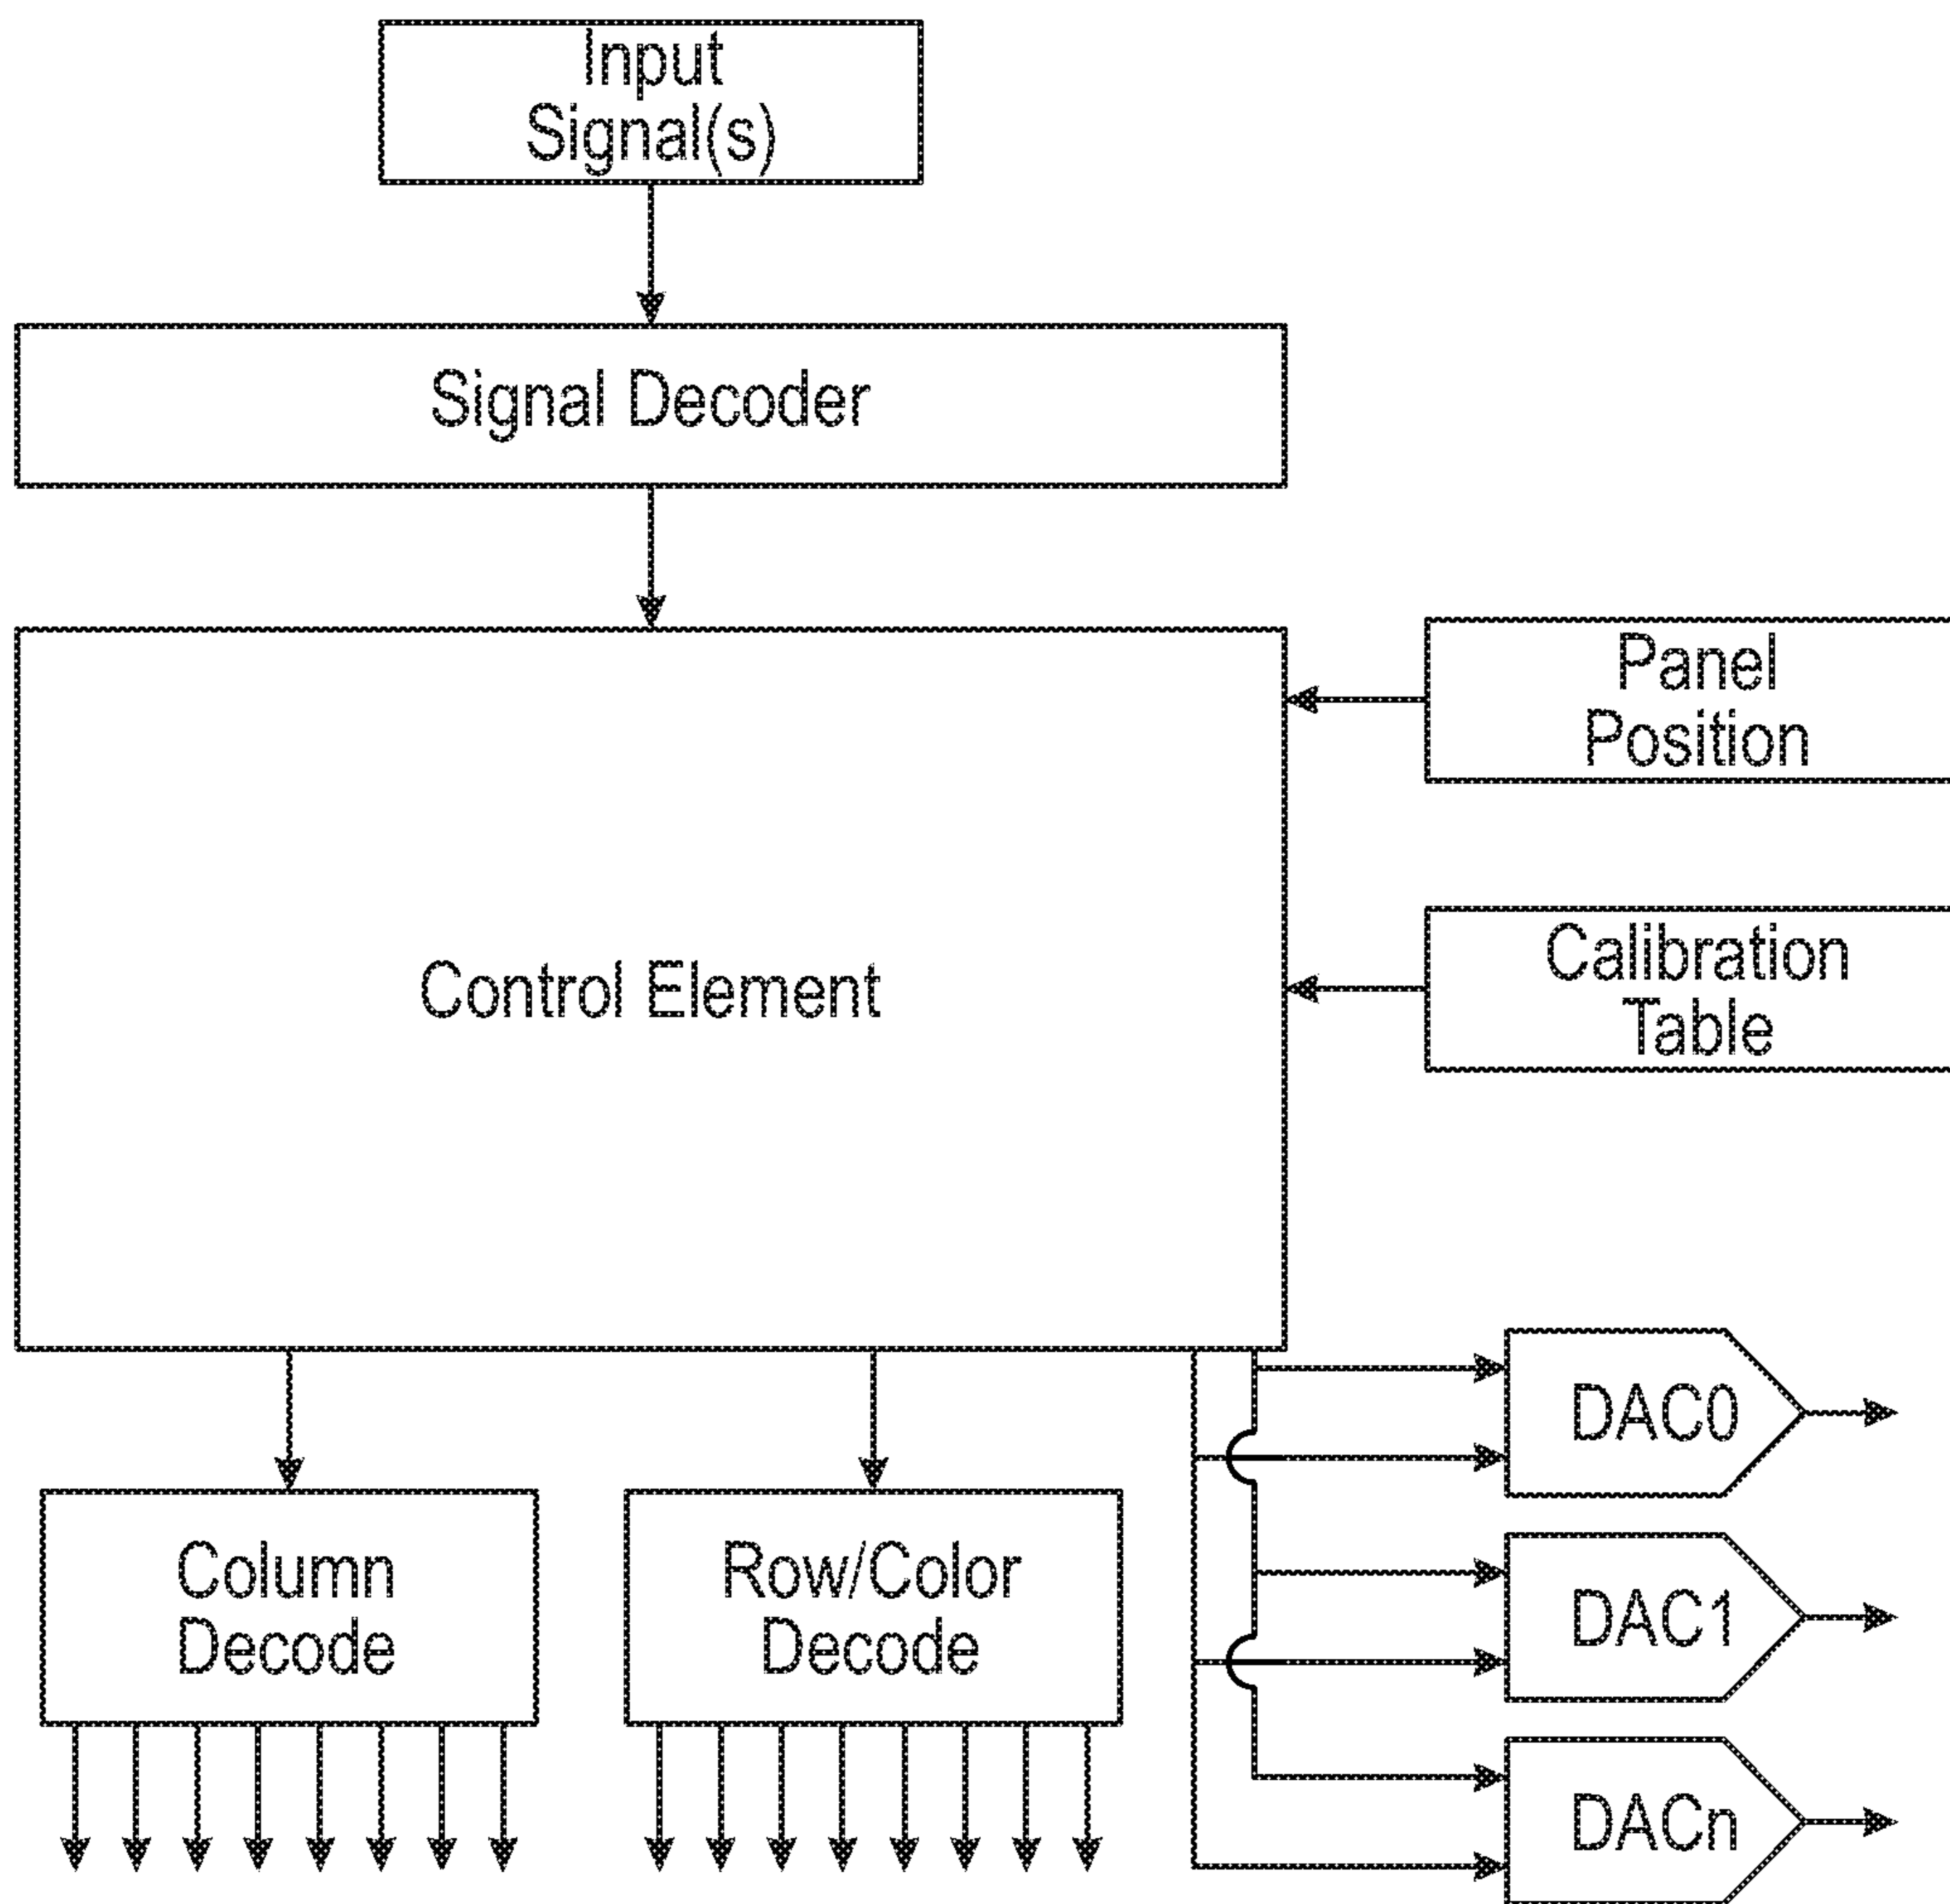 Input
Signal(s)
Signal Decoder
Panel
Position
Control Element
Calibration
Table
DAC0
Column
Decode
Row/Color
Decode
DAC1
DACn